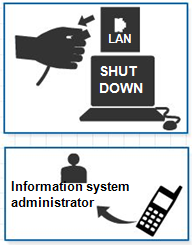 LAN
SHUT
DOWN
Information system
administrator